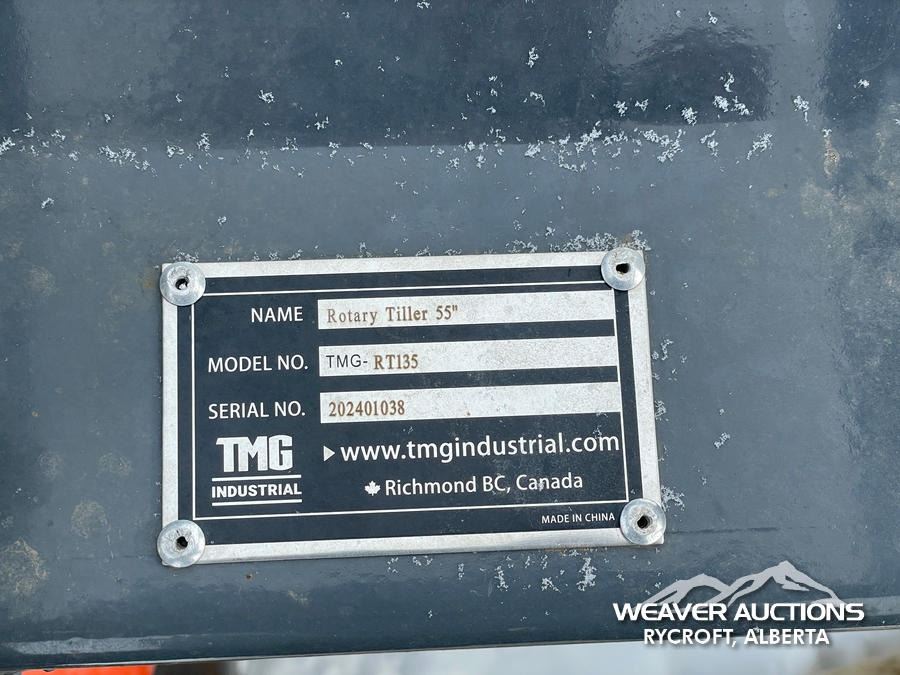 NAME Rotary Tiller 55"
MODEL NO. TMG- RT135
SERIAL NO. 202401038
TMG
INDUSTRIAL
www.tmgindustrial.com
Richmond BC, Canada
MADE IN CHINA
WEAVER AUCTIONS
RYCROFT, ALBERTA